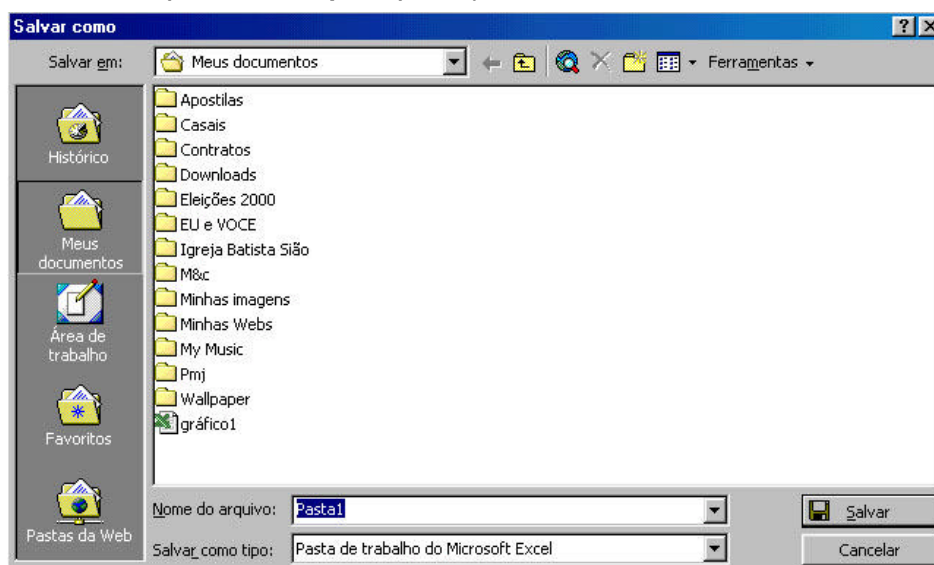 Salvar como
Salvar em: Meus documentos Ferramentas
Histórico
Meus
documentos
Área de
trabalho
Favoritos
Pastas da Web
Apostilas
Casais
Contratos
Downloads
Eleições 2000
EU e VOCE
Igreja Batista Sião
M&c
Minhas imagens
Minhas Webs
My Music
Pmj
Wallpaper
gráfico1
Nome do arquivo: Pasta1 Salvar
Salvar como tipo: Pasta de trabalho do Microsoft Excel Cancelar